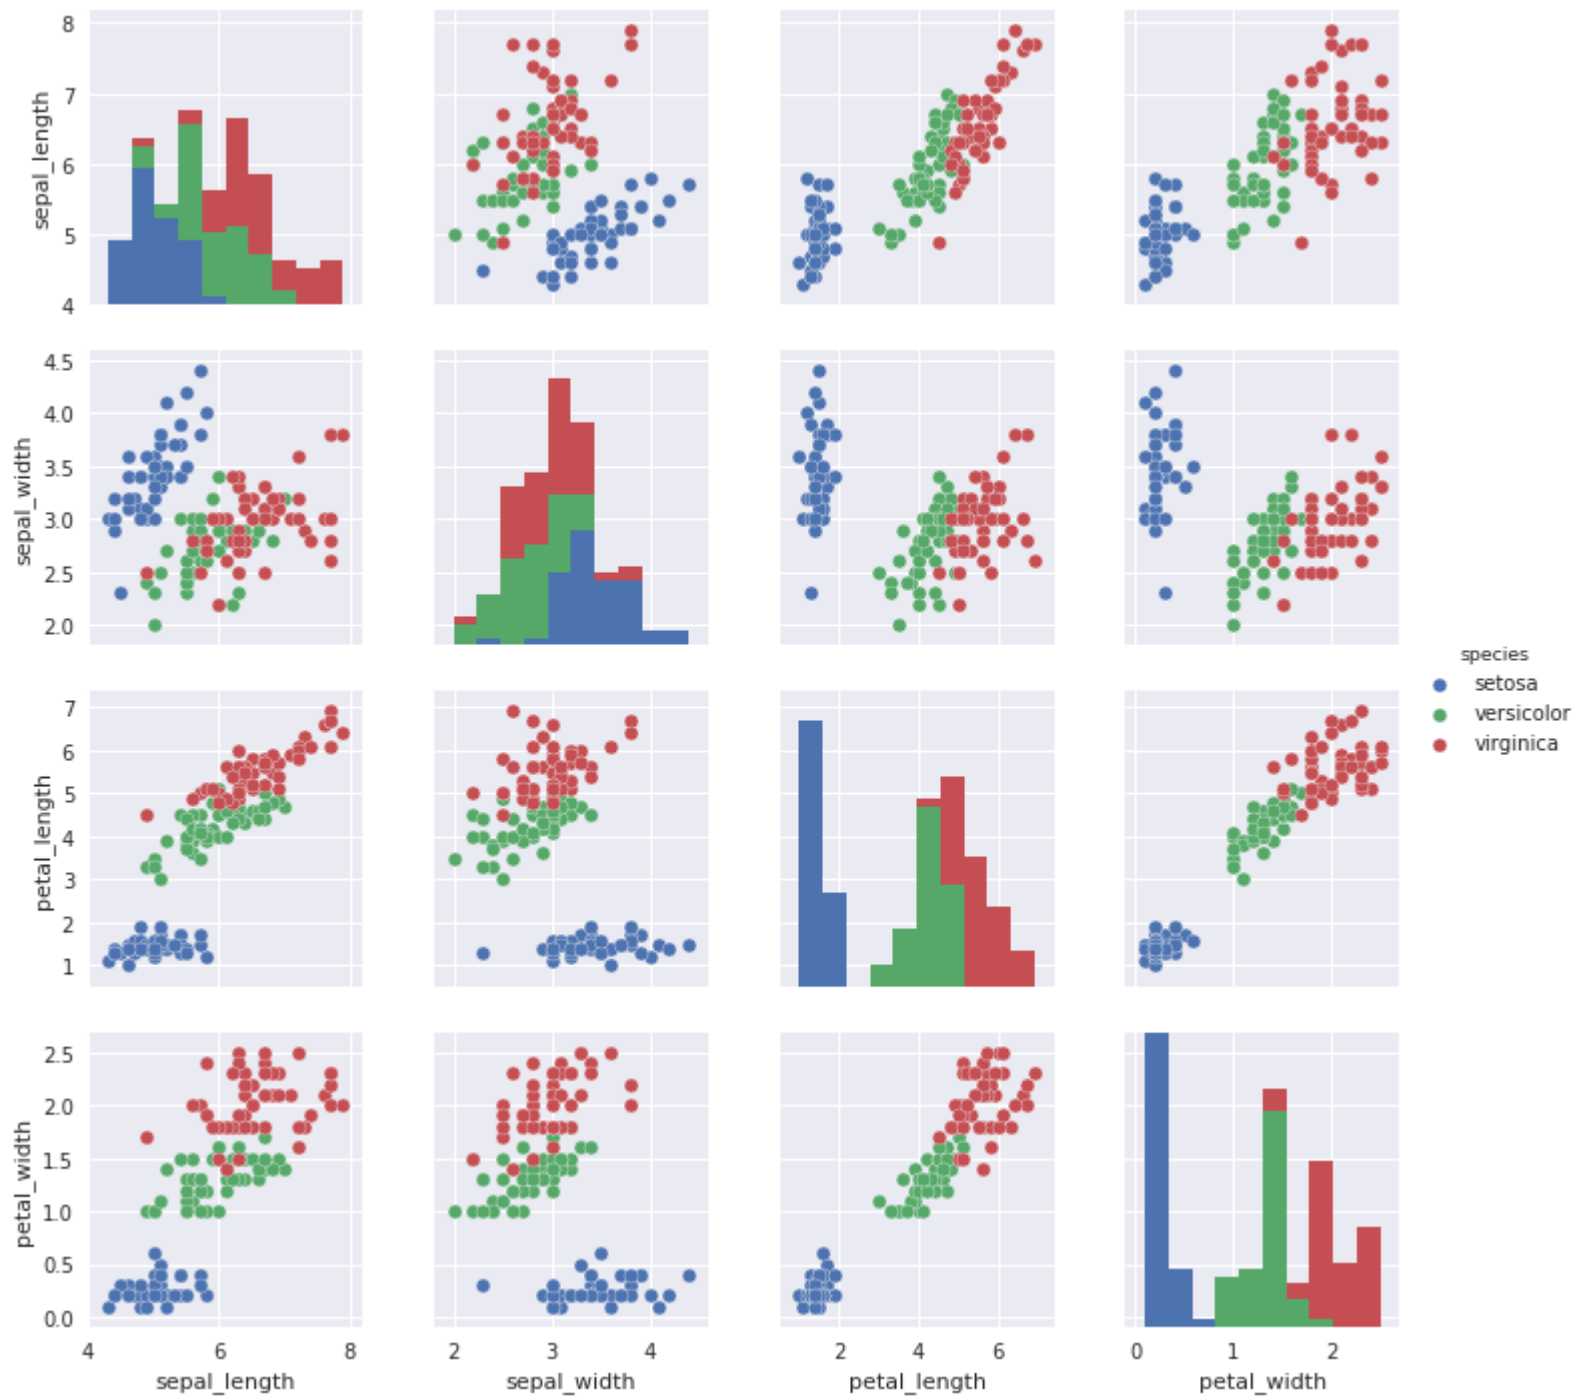 8
7
6
5
4
sepal_length
4.5
4.0
3.5
3.0
2.5
2.0
sepal_width
species
setosa
versicolor
virginica
7
6
5
4
3
2
1
petal_length
2.5
2.0
1.5
1.0
0.5
0.0
petal_width
4 6 8 2 3 4 2 4 6 0 1 2
sepal_length sepal_width petal_length petal_width